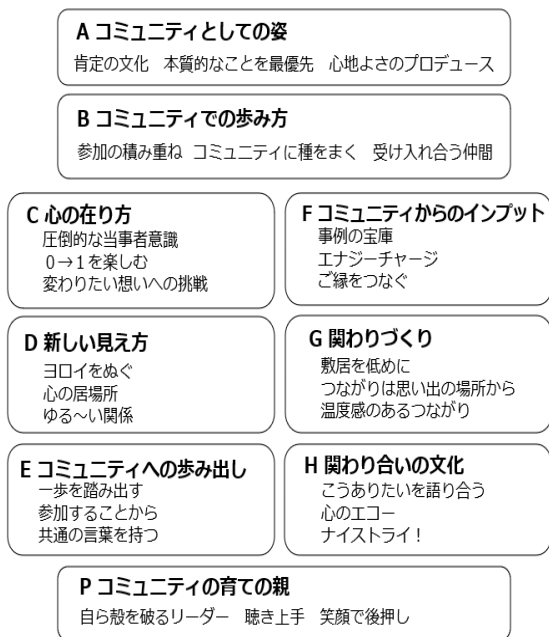 A コミュニティとしての姿
肯定の文化 本質的なことを最優先 心地よさのプロデュース
B コミュニティでの歩み方
参加の積み重ね コミュニティに種をまく 受け入れ合う仲間
C 心の在り方
圧倒的な当事者意識
0→1を楽しむ
変わりたい想いへの挑戦
D 新しい見え方
ヨロイをぬぐ
心の居場所
ゆる〜い関係
E コミュニティへの歩み出し
一歩を踏み出す
参加することから
共通の言葉を持つ
F コミュニティからのインプット
事例の宝庫
エナジーチャージ
ご縁をつなぐ
G 関わりづくり
敷居を低めに
つながりは思い出の場所から
温度感のあるつながり
H 関わり合いの文化
こうありたいを語り合う
心のエコー
ナイストライ！
P コミュニティの育ての親
自ら殻を破るリーダー 聴き上手 笑顔で後押し